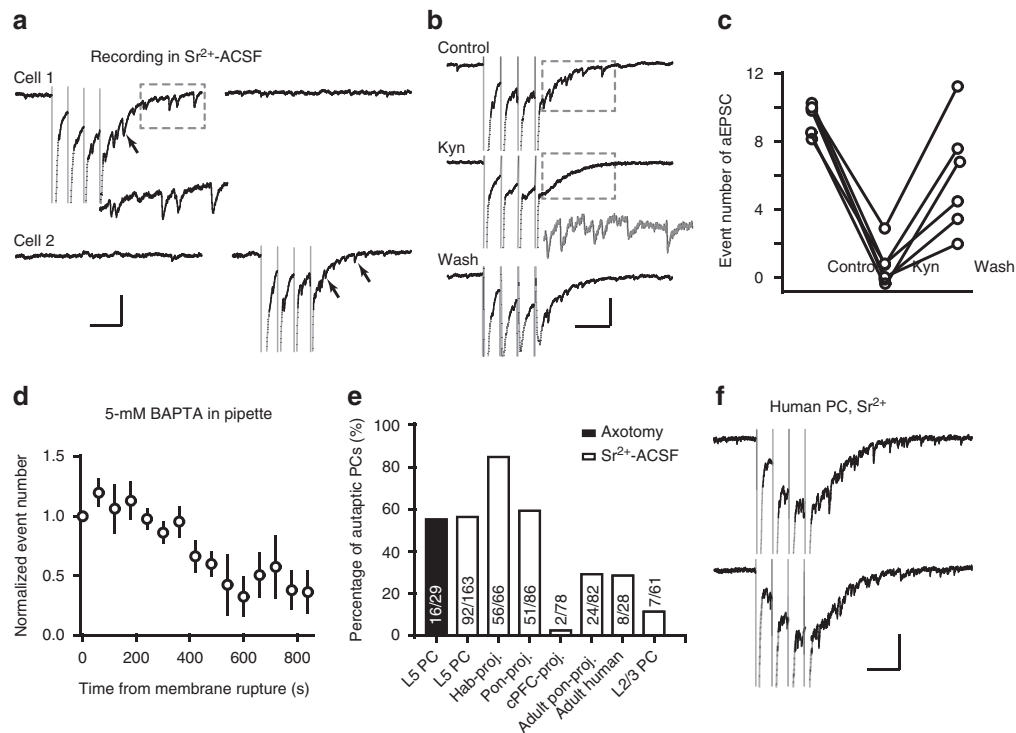 a
Recording in Sr2+-ACSF
Cell 1
Cell 2
b
Control
Kyn
Wash
c
Event number of aEPSC
12
8
4
0
Control
Kyn
Wash
d
5-mM BAPTA in pipette
Normalized event number
1.5
1.0
0.5
0.0
0
200
400
600
800
Time from membrane rupture (s)
e
Percentage of autaptic PCs (%)
100
80
60
40
20
0
Axotomy
Sr2+-ACSF
16/29
92/163
56/66
51/86
2/78
24/82
8/28
7/61
L5 PC
L5 PC
Hab-proj.
Pon-proj.
cPFC-proj.
Adult pon-proj.
Adult human
L2/3 PC
f
Human PC, Sr2+